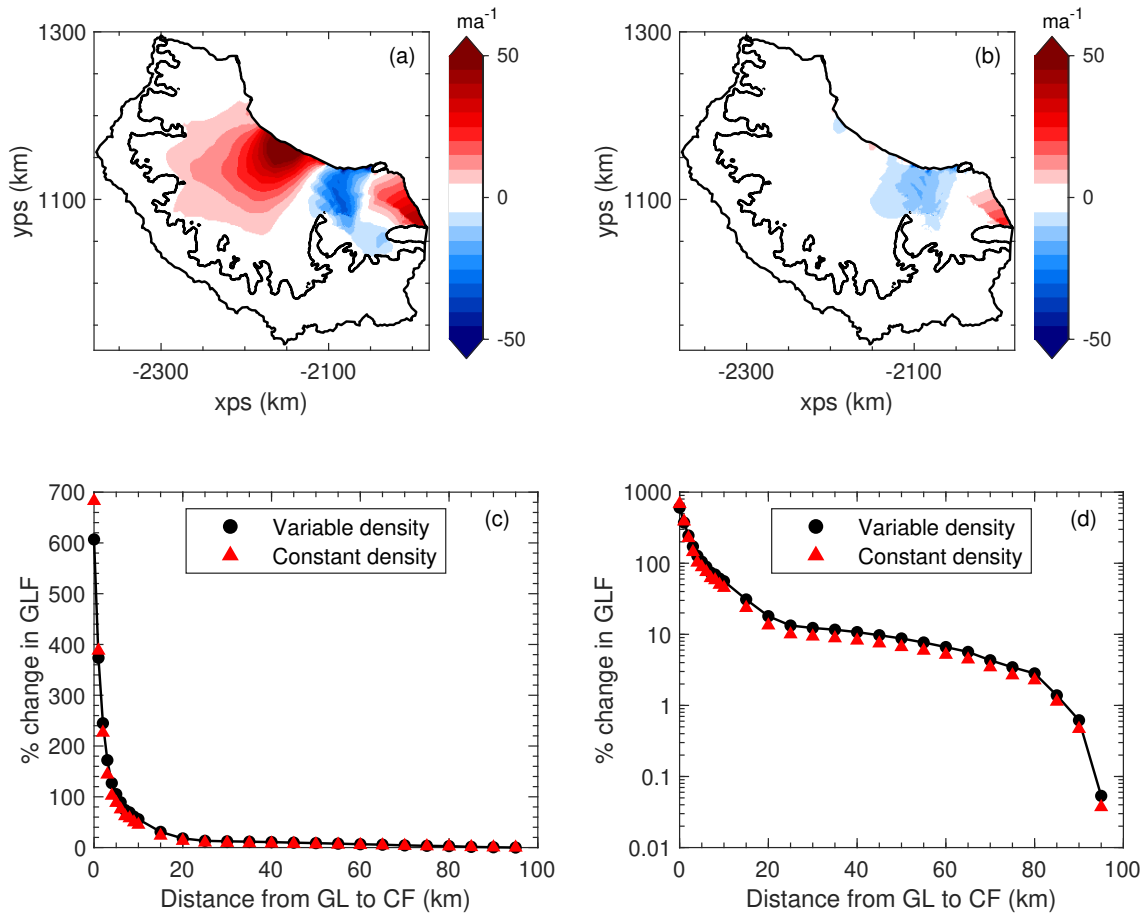 ma-1
ma-1
1300
(a)
50
1300
(b)
50
yps (km)
0
yps (km)
0
1100
1100
-50
-50
-2300
-2100
-2300
-2100
xps (km)
xps (km)
700
(c)
1000
(d)
Variable density
Variable density
600
Constant density
Constant density
100
500
% change in GLF
400
10
% change in GLF
300
1
200
0.1
100
0
0.01
0 20 40 60 80 100
0 20 40 60 80 100
Distance from GL to CF (km)
Distance from GL to CF (km)